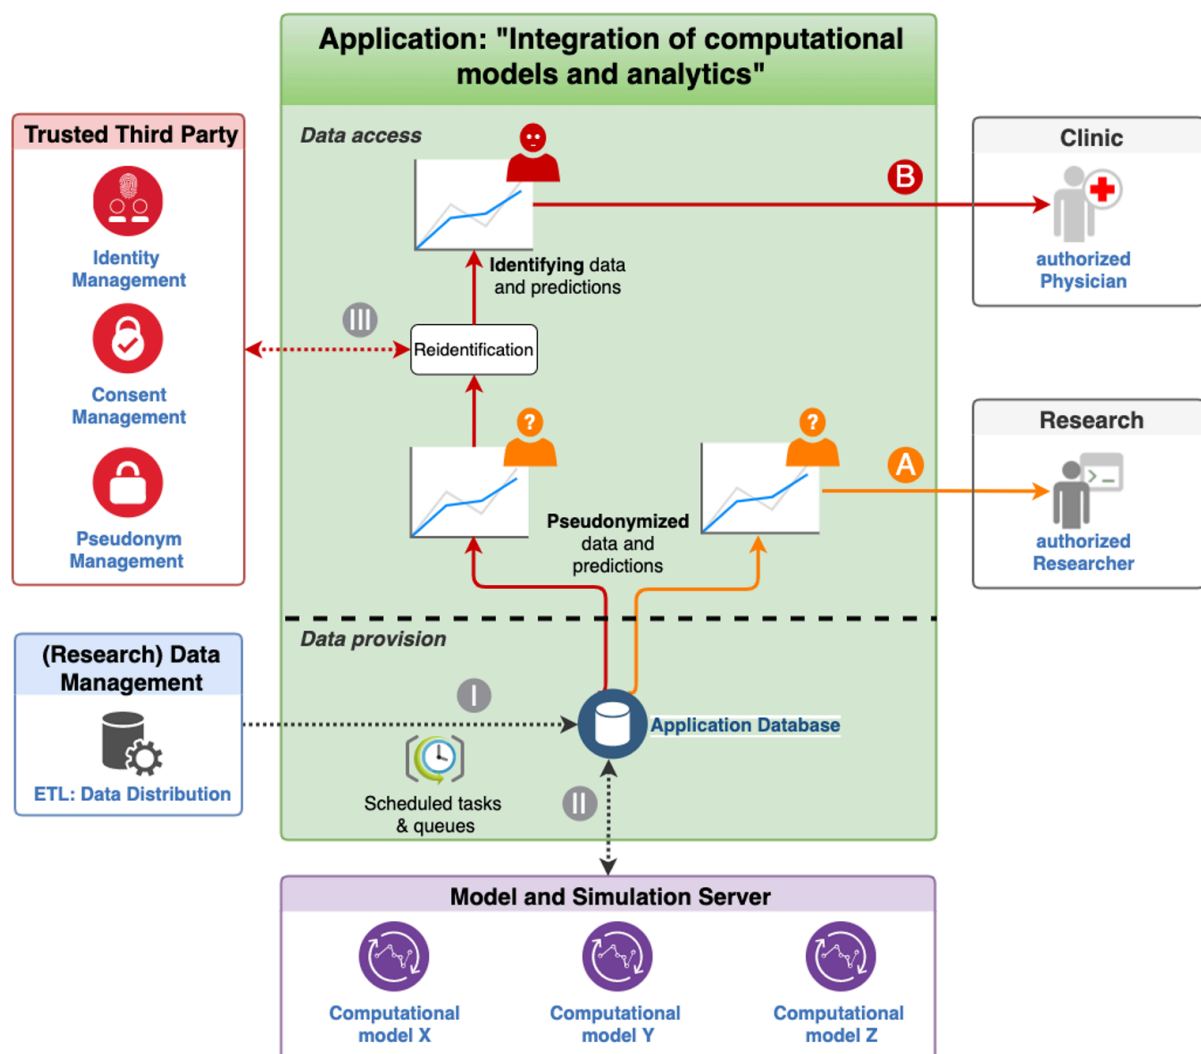 Application: "Integration of computational
models and analytics"
Trusted Third Party
Identity
Management
Consent
Management
Pseudonym
Management
Data access
B
Identifying data
and predictions
III
Reidentification
?
?
A
Pseudonymized
data and
predictions
Clinic
authorized
Physician
Research
>_
authorized
Researcher
(Research) Data
Management
ETL: Data Distribution
Data provision
I
Application Database
Scheduled tasks
& queues
II
Model and Simulation Server
Computational
model X
Computational
model Y
Computational
model Z